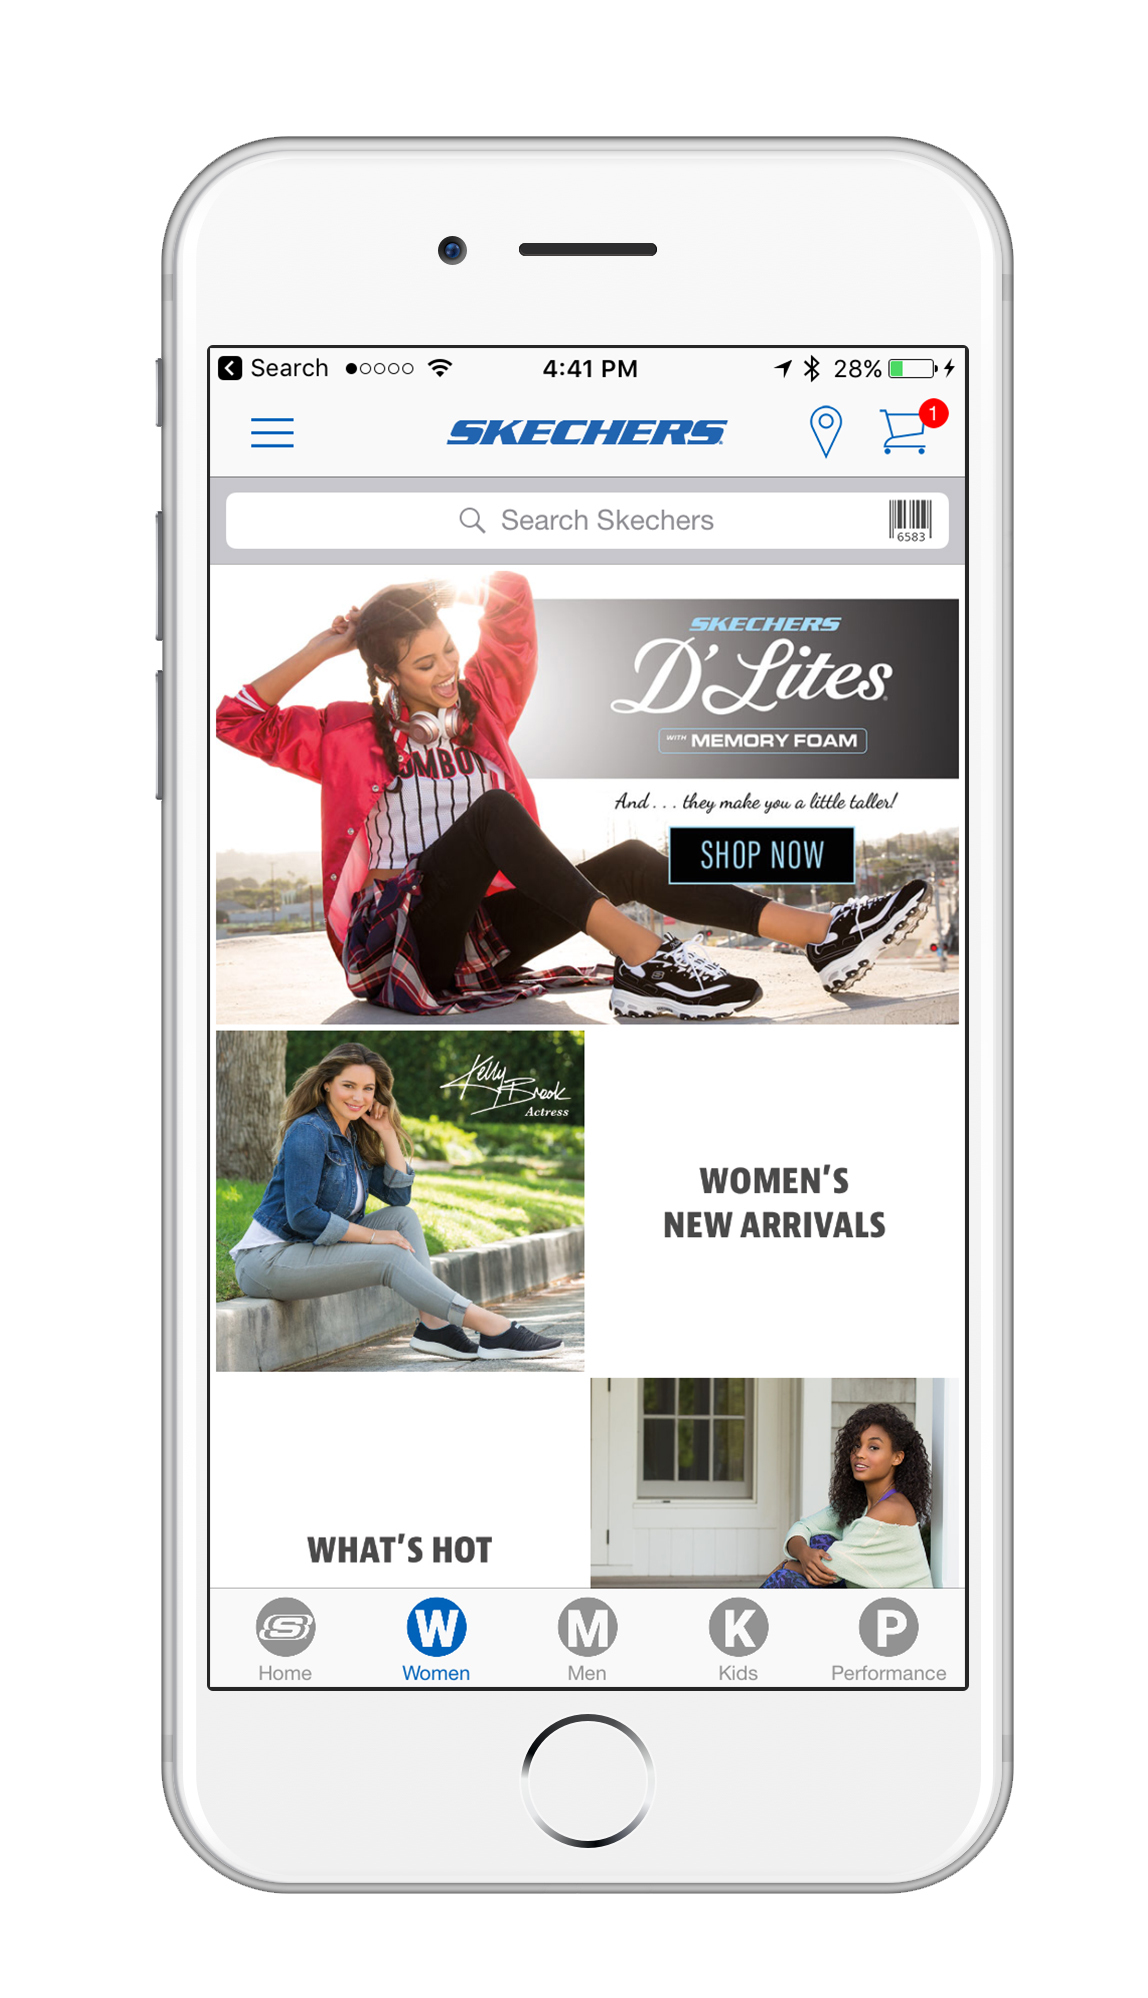 Search 4:41 PM 28%
SKECHERS 1
Search Skechers 6583
SKECHERS
D'Lites
WITH MEMORY FOAM
OMBO
And . . . they make you a little taller!
SHOP NOW
Kelly
Brook
Actress
WOMEN'S
NEW ARRIVALS
WHAT'S HOT
W M K P
Home Women Men Kids Performance